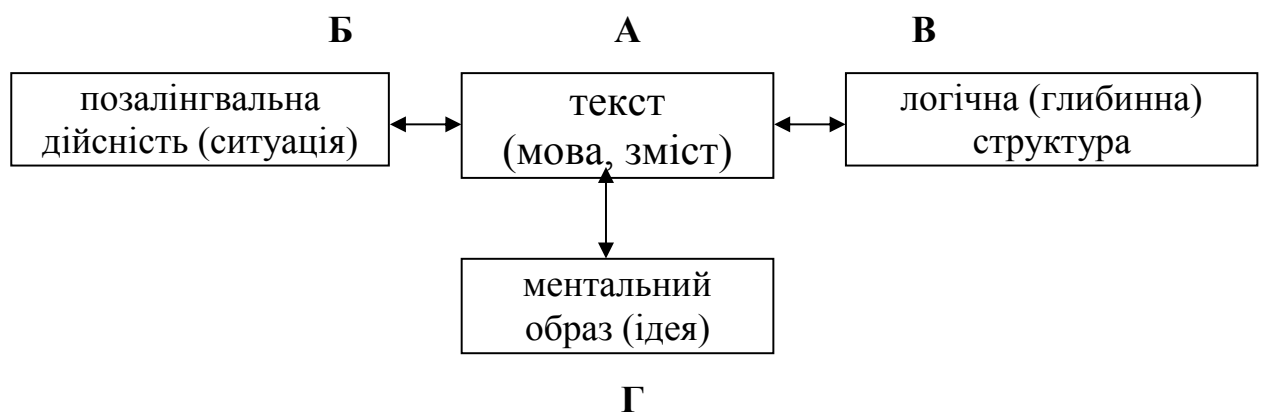 Б А В
позалінгвальна
дійсність (ситуація)
текст
(мова, зміст)
логічна (глибинна)
структура
ментальний
образ (ідея)
Г